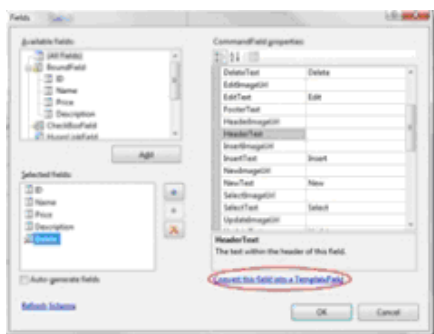 Fields
Available fields:
(All Fields)
BoundField
ID
Name
Price
Description
CheckBoxField
HyperLinkField
Add
Selected fields:
ID
Name
Price
Description
Delete
Auto-generate fields
Refresh Schema
CommandField properties:
DeleteText Delete
EditImageUrl
EditText Edit
FooterText
HeaderImageUrl
HeaderText
InsertImageUrl
InsertText Insert
NewImageUrl
NewText New
SelectImageUrl
SelectText Select
UpdateImageUrl
HeaderText
The text within the header of this field.
Convert this field into a TemplateField
OK Cancel